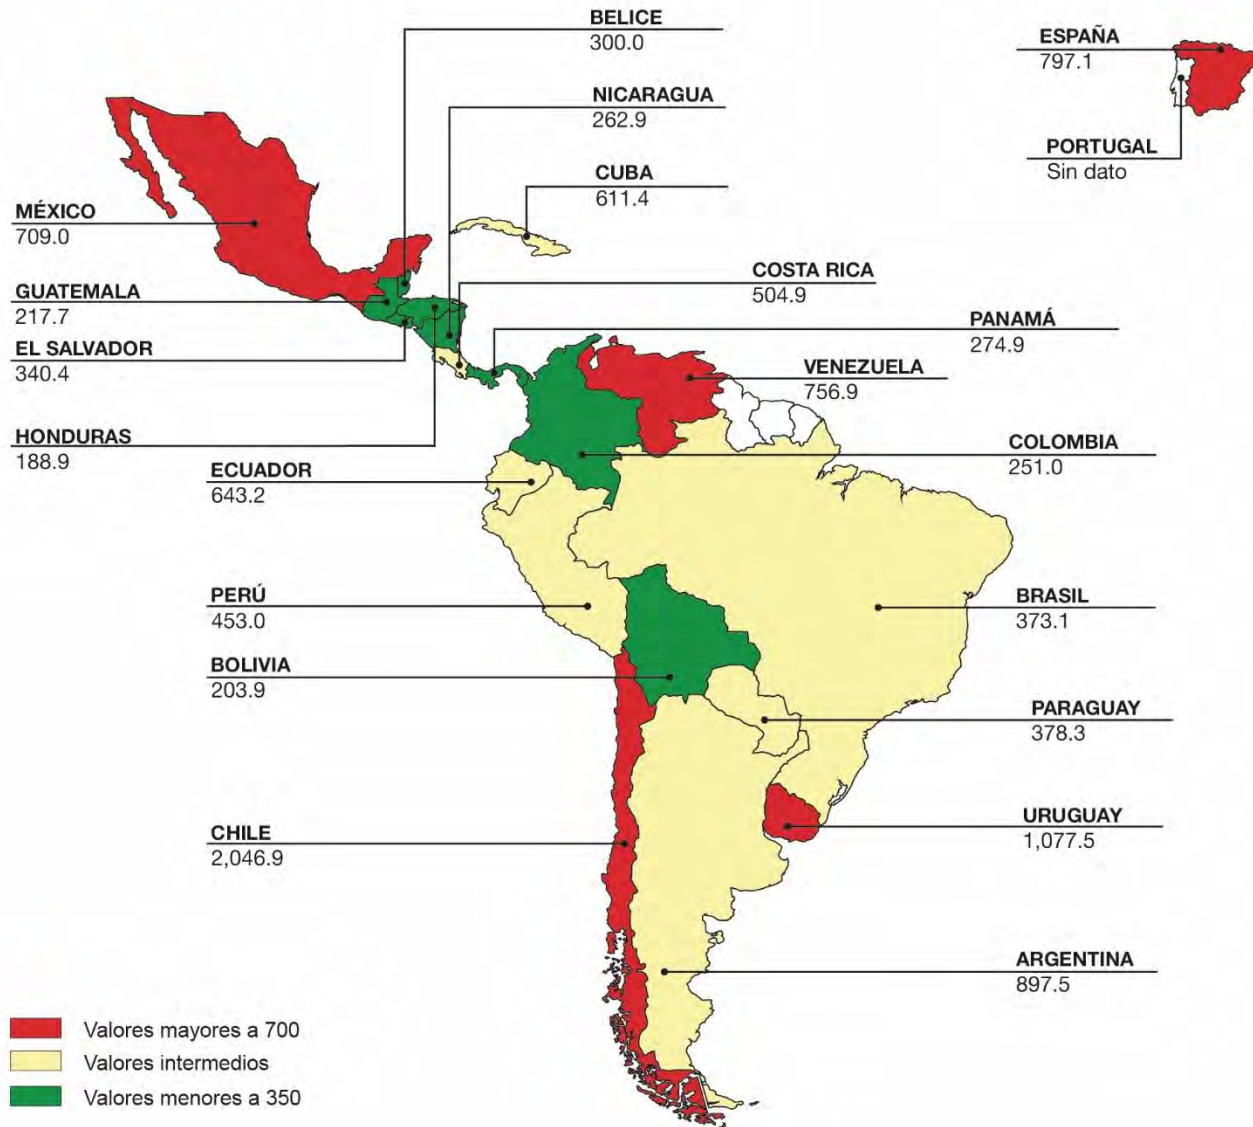 BELICE
300.0
ESPAÑA
797.1
NICARAGUA
262.9
PORTUGAL
Sin dato
CUBA
611.4
MÉXICO
709.0
COSTA RICA
504.9
GUATEMALA
217.7
PANAMÁ
274.9
EL SALVADOR
340.4
VENEZUELA
756.9
HONDURAS
188.9
COLOMBIA
251.0
ECUADOR
643.2
PERÚ
453.0
BRASIL
373.1
BOLIVIA
203.9
PARAGUAY
378.3
CHILE
2,046.9
URUGUAY
1,077.5
ARGENTINA
897.5
Valores mayores a 700
Valores intermedios
Valores menores a 350